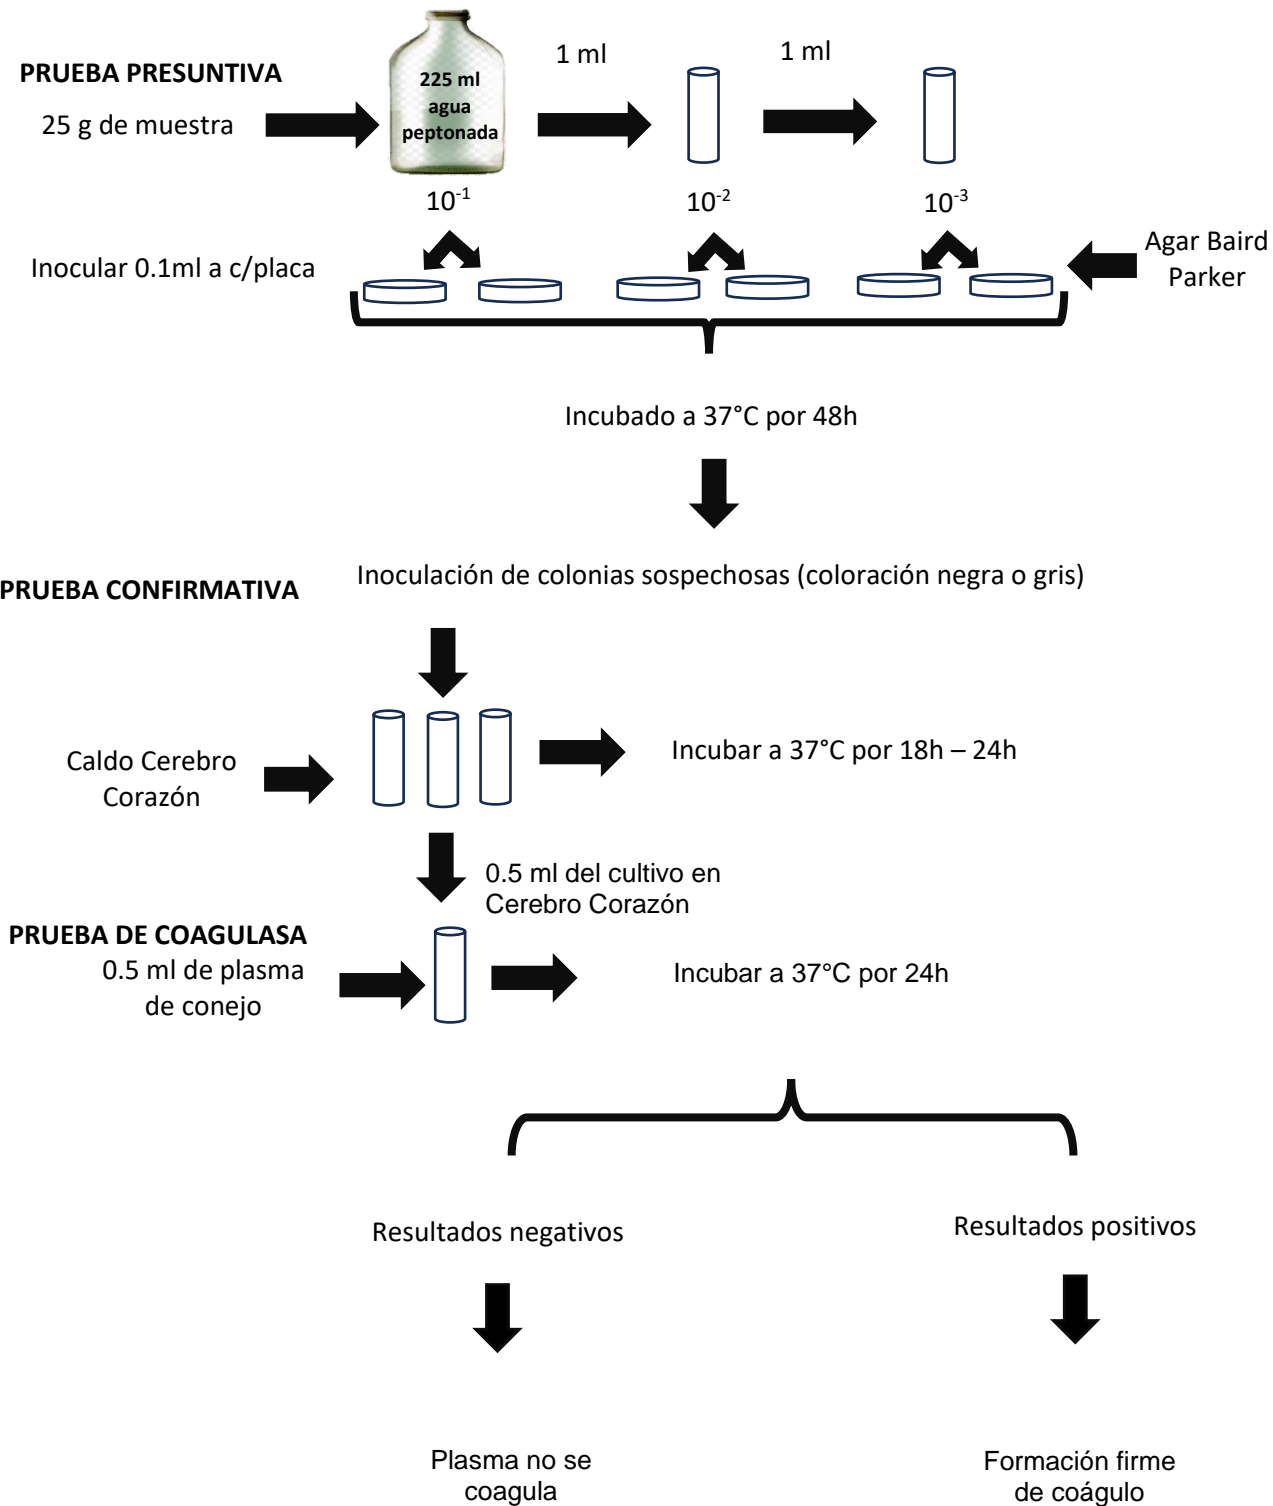 PRUEBA PRESUNTIVA
25 g de muestra
225 ml
agua
peptonada
1 ml
1 ml
10⁻¹
10⁻²
10⁻³
Inocular 0.1ml a c/placa
Agar Baird
Parker
Incubado a 37°C por 48h
PRUEBA CONFIRMATIVA
Inoculación de colonias sospechosas (coloración negra o gris)
Caldo Cerebro
Corazón
Incubar a 37°C por 18h – 24h
0.5 ml del cultivo en
Cerebro Corazón
PRUEBA DE COAGULASA
0.5 ml de plasma
de conejo
Incubar a 37°C por 24h
Resultados negativos
Resultados positivos
Plasma no se
coagula
Formación firme
de coágulo